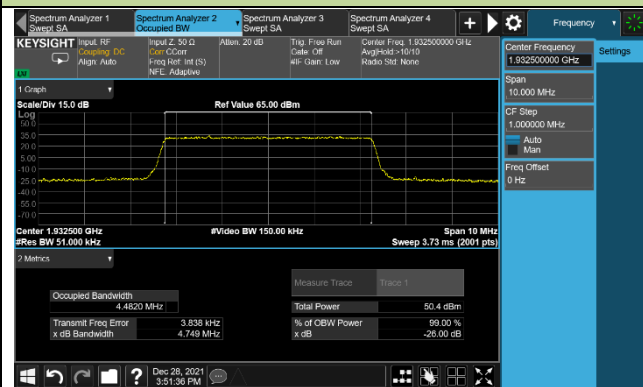 Spectrum Analyzer 1
Swept SA
Spectrum Analyzer 2
Occupied BW
Spectrum Analyzer 3
Swept SA
Spectrum Analyzer 4
Swept SA
Frequency
KEYSIGHT
Input: RF
Coupling: DC
Align: Auto
Input Z: 50 Ω
Corr CCorr
Freq Ref: Int (S)
NFE: Adaptive
Atten: 20 dB
Trig: Free Run
Gate: Off
#IF Gain: Low
Center Freq: 1.932500000 GHz
Avg|Hold:>10/10
Radio Std: None
LXI
Center Frequency
1.932500000 GHz
Settings
Span
10.000 MHz
CF Step
1.000000 MHz
Auto
Man
Freq Offset
0 Hz
1 Graph
Scale/Div 15.0 dB
Ref Value 65.00 dBm
Log
50.0
35.0
20.0
5.00
-10.0
-25.0
-40.0
-55.0
-70.0
Center 1.932500 GHz
#Video BW 150.00 kHz
Span 10 MHz
#Res BW 51.000 kHz
Sweep 3.73 ms (2001 pts)
2 Metrics
Measure Trace
Trace 1
Occupied Bandwidth
4.4820 MHz
Total Power
50.4 dBm
Transmit Freq Error
3.838 kHz
% of OBW Power
99.00 %
x dB Bandwidth
4.749 MHz
x dB
-26.00 dB
Dec 28, 2021
3:51:36 PM